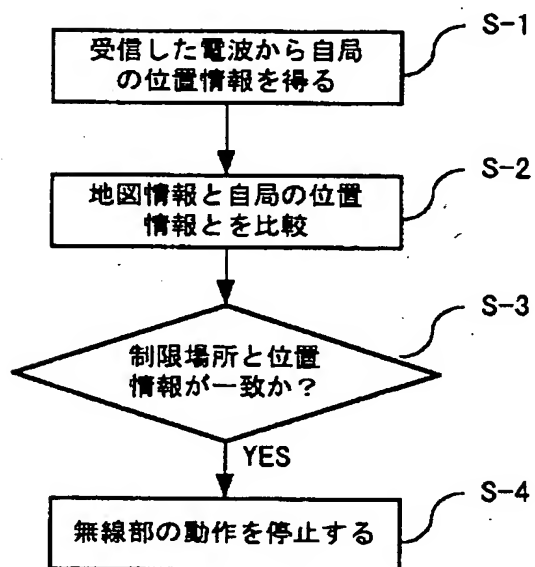 S-1
受信した電波から自局
の位置情報を得る
S-2
地図情報と自局の位置
情報とを比較
S-3
制限場所と位置
情報が一致か？
YES
S-4
無線部の動作を停止する